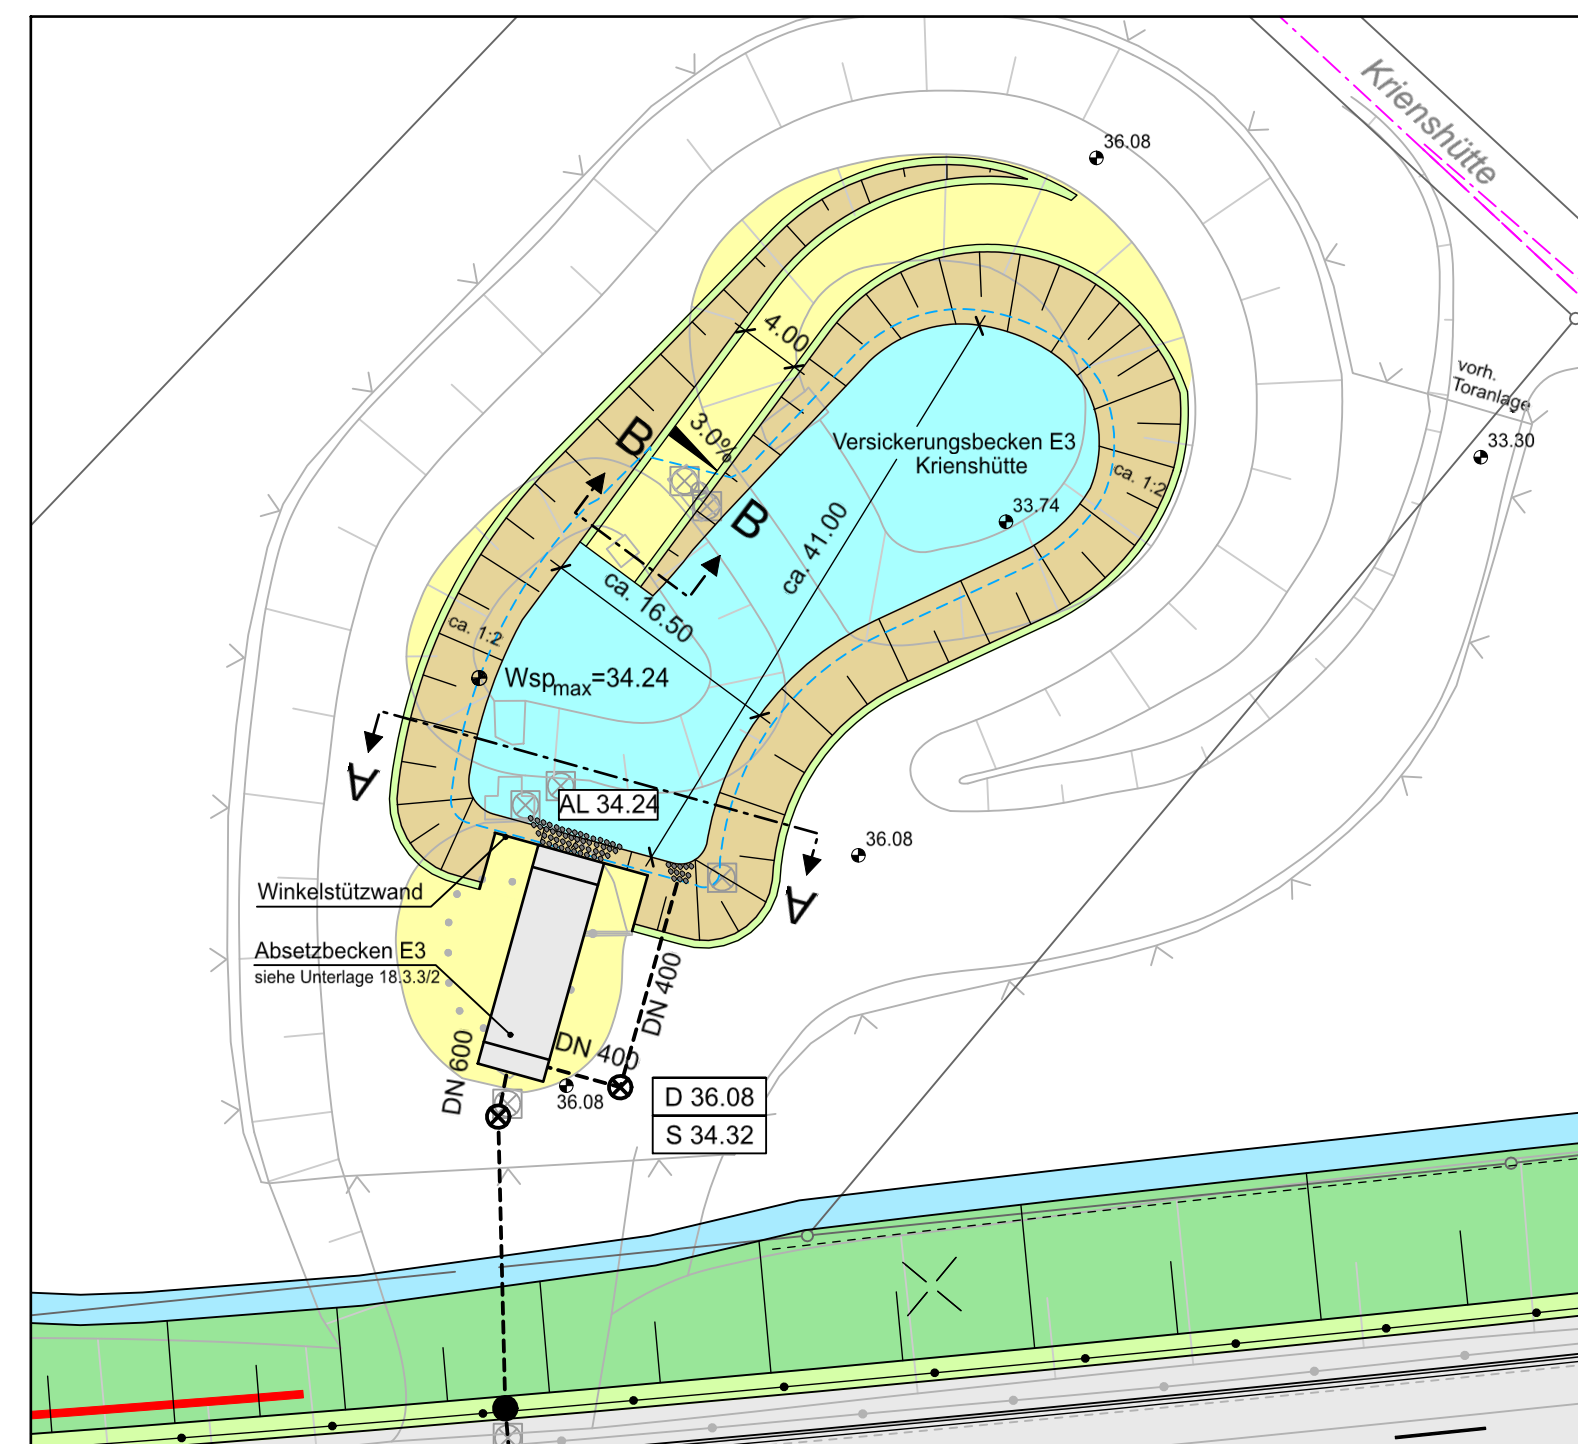 Krienshütte
36.08
4.00
vorh.
Toranlage
B
3.0%
33.30
Versickerungsbecken E3
Krienshütte
ca. 1:2
33.74
B
ca. 41.00
ca. 16.50
ca. 1:2
Wspmax=34.24
A
AL 34.24
36.08
A
Winkelstützwand
Absetzbecken E3
siehe Unterlage 18.3.3/2
DN 400
DN 400
DN 600
36.08
D 36.08
S 34.32